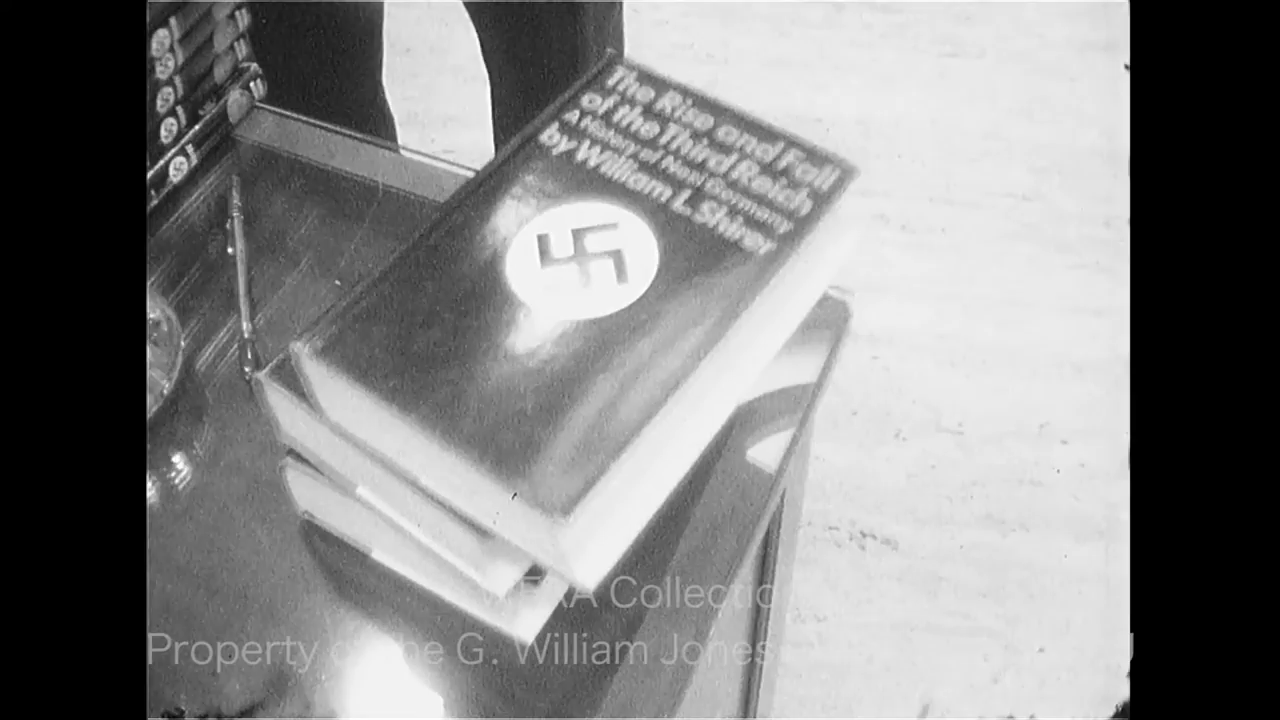 The Rise and Fall
of the Third Reich
A History of Nazi Germany
by William L. Shirer
Collectio
Property of the G. William Jones